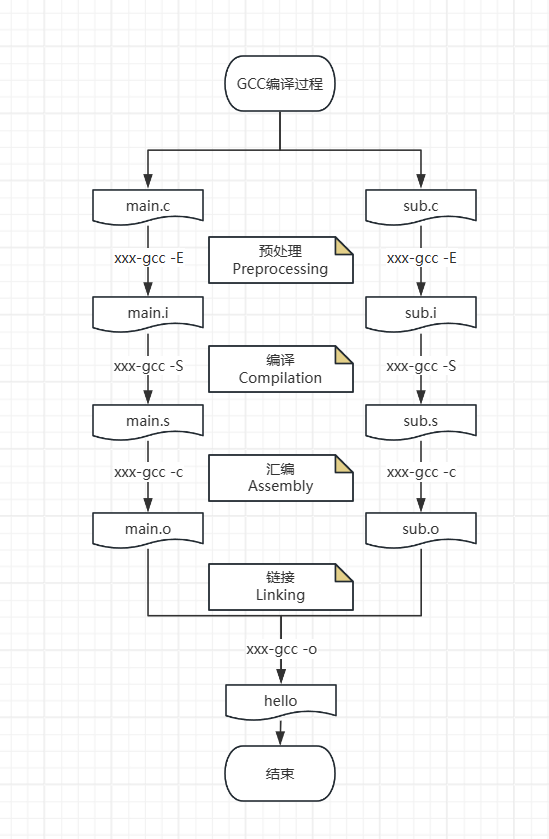 GCC编译过程
main.c
sub.c
xxx-gcc -E
预处理
Preprocessing
xxx-gcc -E
main.i
sub.i
xxx-gcc -S
编译
Compilation
xxx-gcc -S
main.s
sub.s
xxx-gcc -c
汇编
Assembly
xxx-gcc -c
main.o
sub.o
链接
Linking
xxx-gcc -o
hello
结束